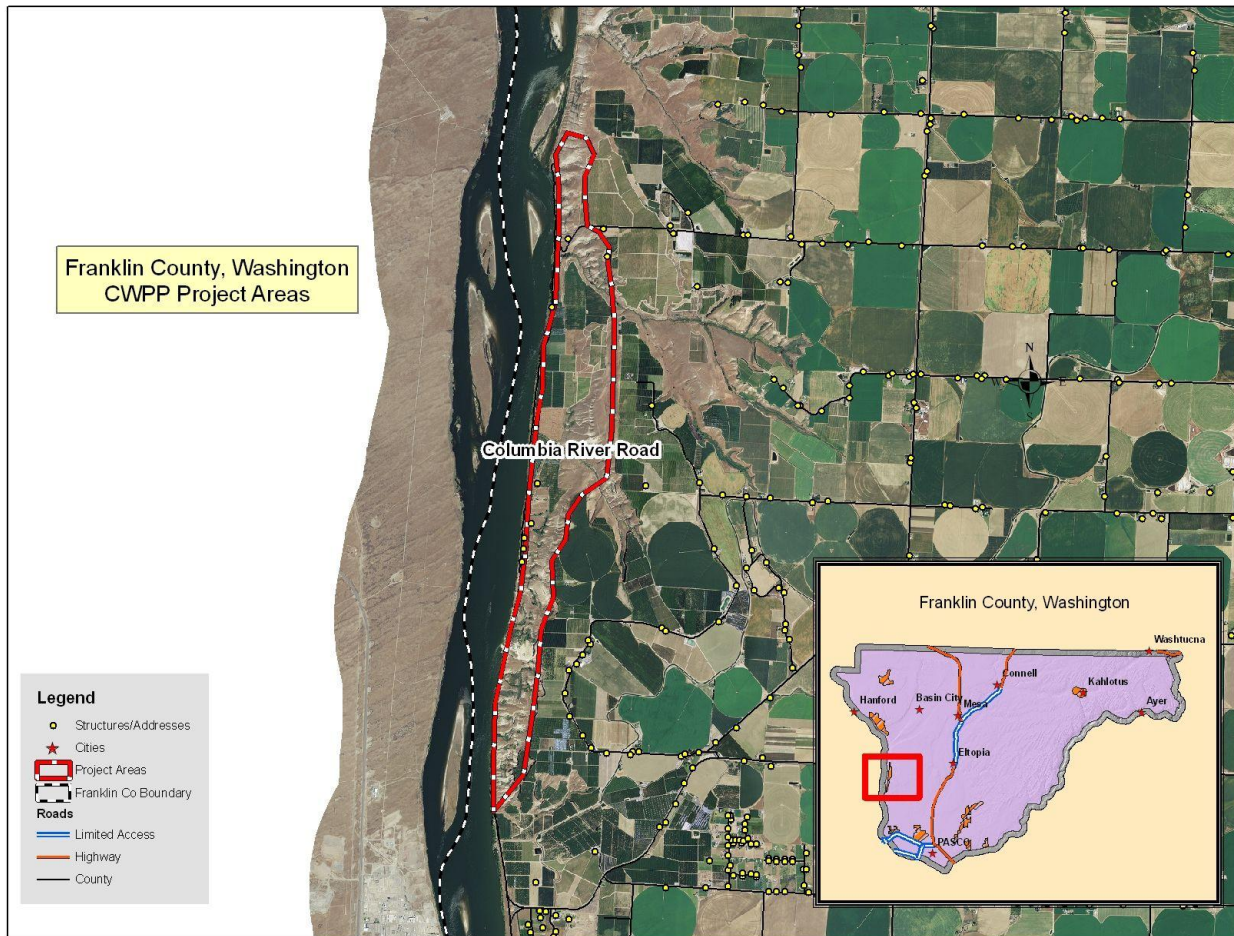 Franklin County, Washington
CWPP Project Areas
N
E
Columbia River Road
Legend
Structures/Addresses
Cities
Project Areas
Franklin Co Boundary
Roads
Limited Access
Highway
County
Franklin County, Washington
Washtucna
Connell
Kahlotus
Hanford
Basin City
Mesa
Ayer
Eltopia
PASCO